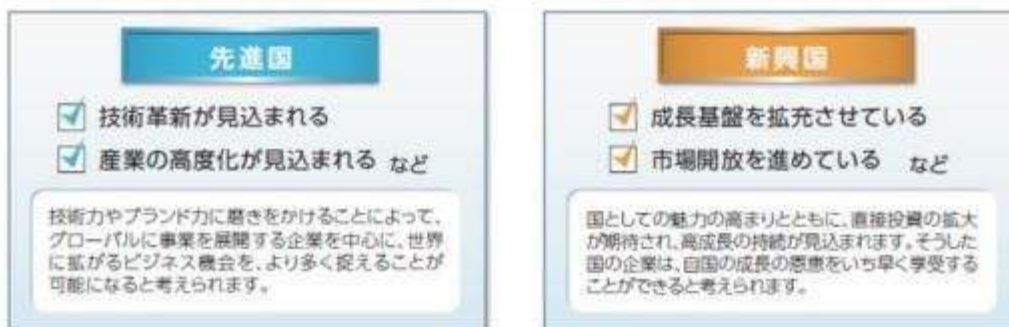 先進国
技術革新が見込まれる
産業の高度化が見込まれる など
技術力やブランド力に磨きをかけることによって、
グローバルに事業を展開する企業を中心に、世界
に拡がるビジネス機会を、より多く捉えることが
可能になると考えられます。
新興国
成長基盤を拡充させている
市場開放を進めている など
国としての魅力の高まりとともに、直接投資の拡大
が期待され、高成長の持続が見込まれます。そうした
国の企業は、自国の成長の恩恵をいち早く享受する
ことができると考えられます。